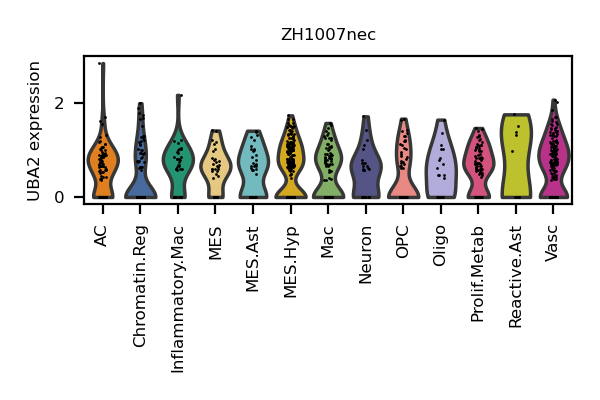 ZH1007nec
UBA2 expression
2
0
AC
Chromatin.Reg
Inflammatory.Mac
MES
MES.Ast
MES.Hyp
Mac
Neuron
OPC
Oligo
Prolif.Metab
Reactive.Ast
Vasc